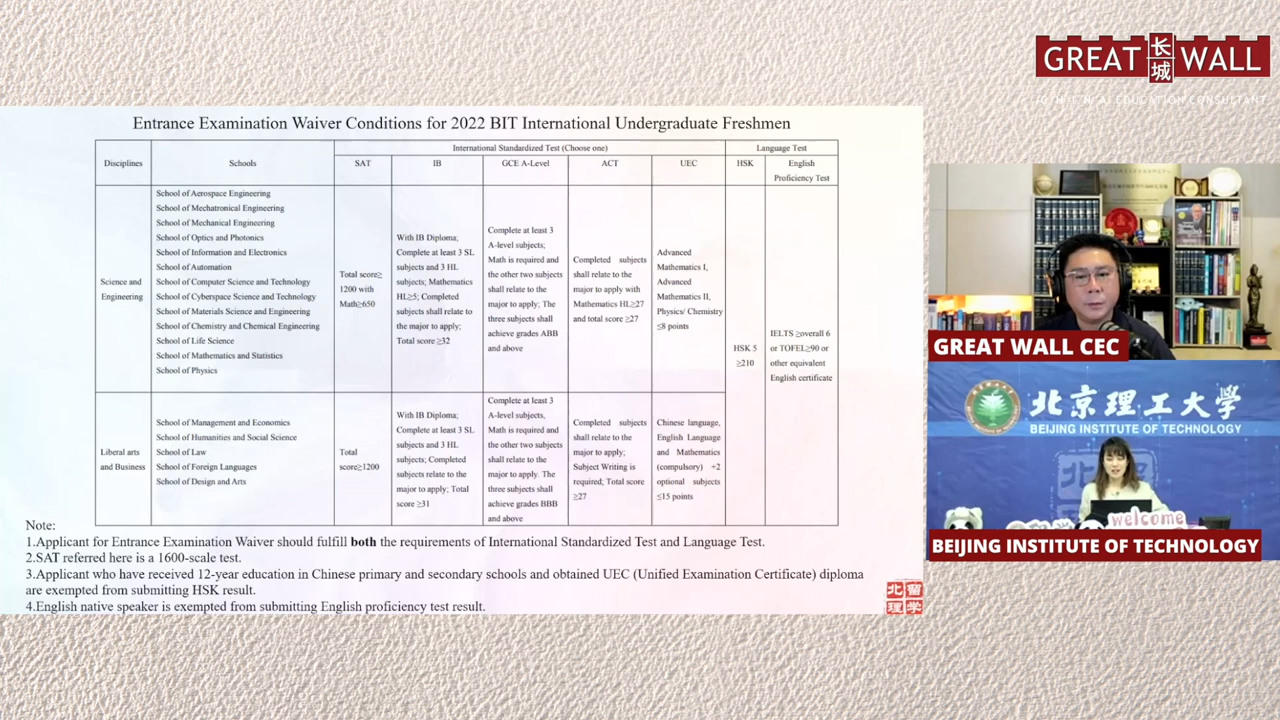 GREAT 长城 WALL
EDUCATION CONSULTANT
Entrance Examination Waiver Conditions for 2022 BIT International Undergraduate Freshmen
International Standardized Test (Choose one)
Language Test
Disciplines
Schools
SAT
IB
GCE A-Level
ACT
UEC
HSK
English
Proficiency Test
Science and
Engineering
School of Aerospace Engineering
School of Mechatronical Engineering
School of Mechanical Engineering
School of Optics and Photonics
School of Information and Electronics
School of Automation
School of Computer Science and Technology
School of Cyberspace Science and Technology
School of Materials Science and Engineering
School of Chemistry and Chemical Engineering
School of Life Science
School of Mathematics and Statistics
School of Physics
Total score≥
1200 with
Math≥650
With IB Diploma;
Complete at least 3 SL
subjects and 3 HL
subjects; Mathematics
HL≥5; Completed
subjects shall relate to
the major to apply;
Total score ≥32
Complete at least 3
A-level subjects;
Math is required and
the other two subjects
shall relate to the
major to apply; The
three subjects shall
achieve grades ABB
and above
Completed subjects
shall relate to the
major to apply with
Mathematics HL≥27
and total score ≥27
Advanced
Mathematics I,
Advanced
Mathematics II,
Physics/ Chemistry
≤8 points
HSK 5
≥210
IELTS ≥overall 6
or TOFEL≥90 or
other equivalent
English certificate
Liberal arts
and Business
School of Management and Economics
School of Humanities and Social Science
School of Law
School of Foreign Languages
School of Design and Arts
Total
score≥1200
With IB Diploma;
Complete at least 3 SL
subjects and 3 HL
subjects; Completed
subjects relate to the
major to apply; Total
score ≥31
Complete at least 3
A-level subjects,
Math is required and
the other two subjects
shall relate to the
major to apply. The
three subjects shall
achieve grades BBB
and above
Completed subjects
shall relate to the
major to apply;
Subject Writing is
required; Total score
≥27
Chinese language,
English Language
and Mathematics
(compulsory) +2
optional subjects
≤15 points
Note:
1.Applicant for Entrance Examination Waiver should fulfill both the requirements of International Standardized Test and Language Test.
2.SAT referred here is a 1600-scale test.
3.Applicant who have received 12-year education in Chinese primary and secondary schools and obtained UEC (Unified Examination Certificate) diploma
are exempted from submitting HSK result.
4.English native speaker is exempted from submitting English proficiency test result.
北留
理学
GREAT WALL CEC
北京理工大学
BEIJING INSTITUTE OF TECHNOLOGY
welcome
BEIJING INSTITUTE OF TECHNOLOGY